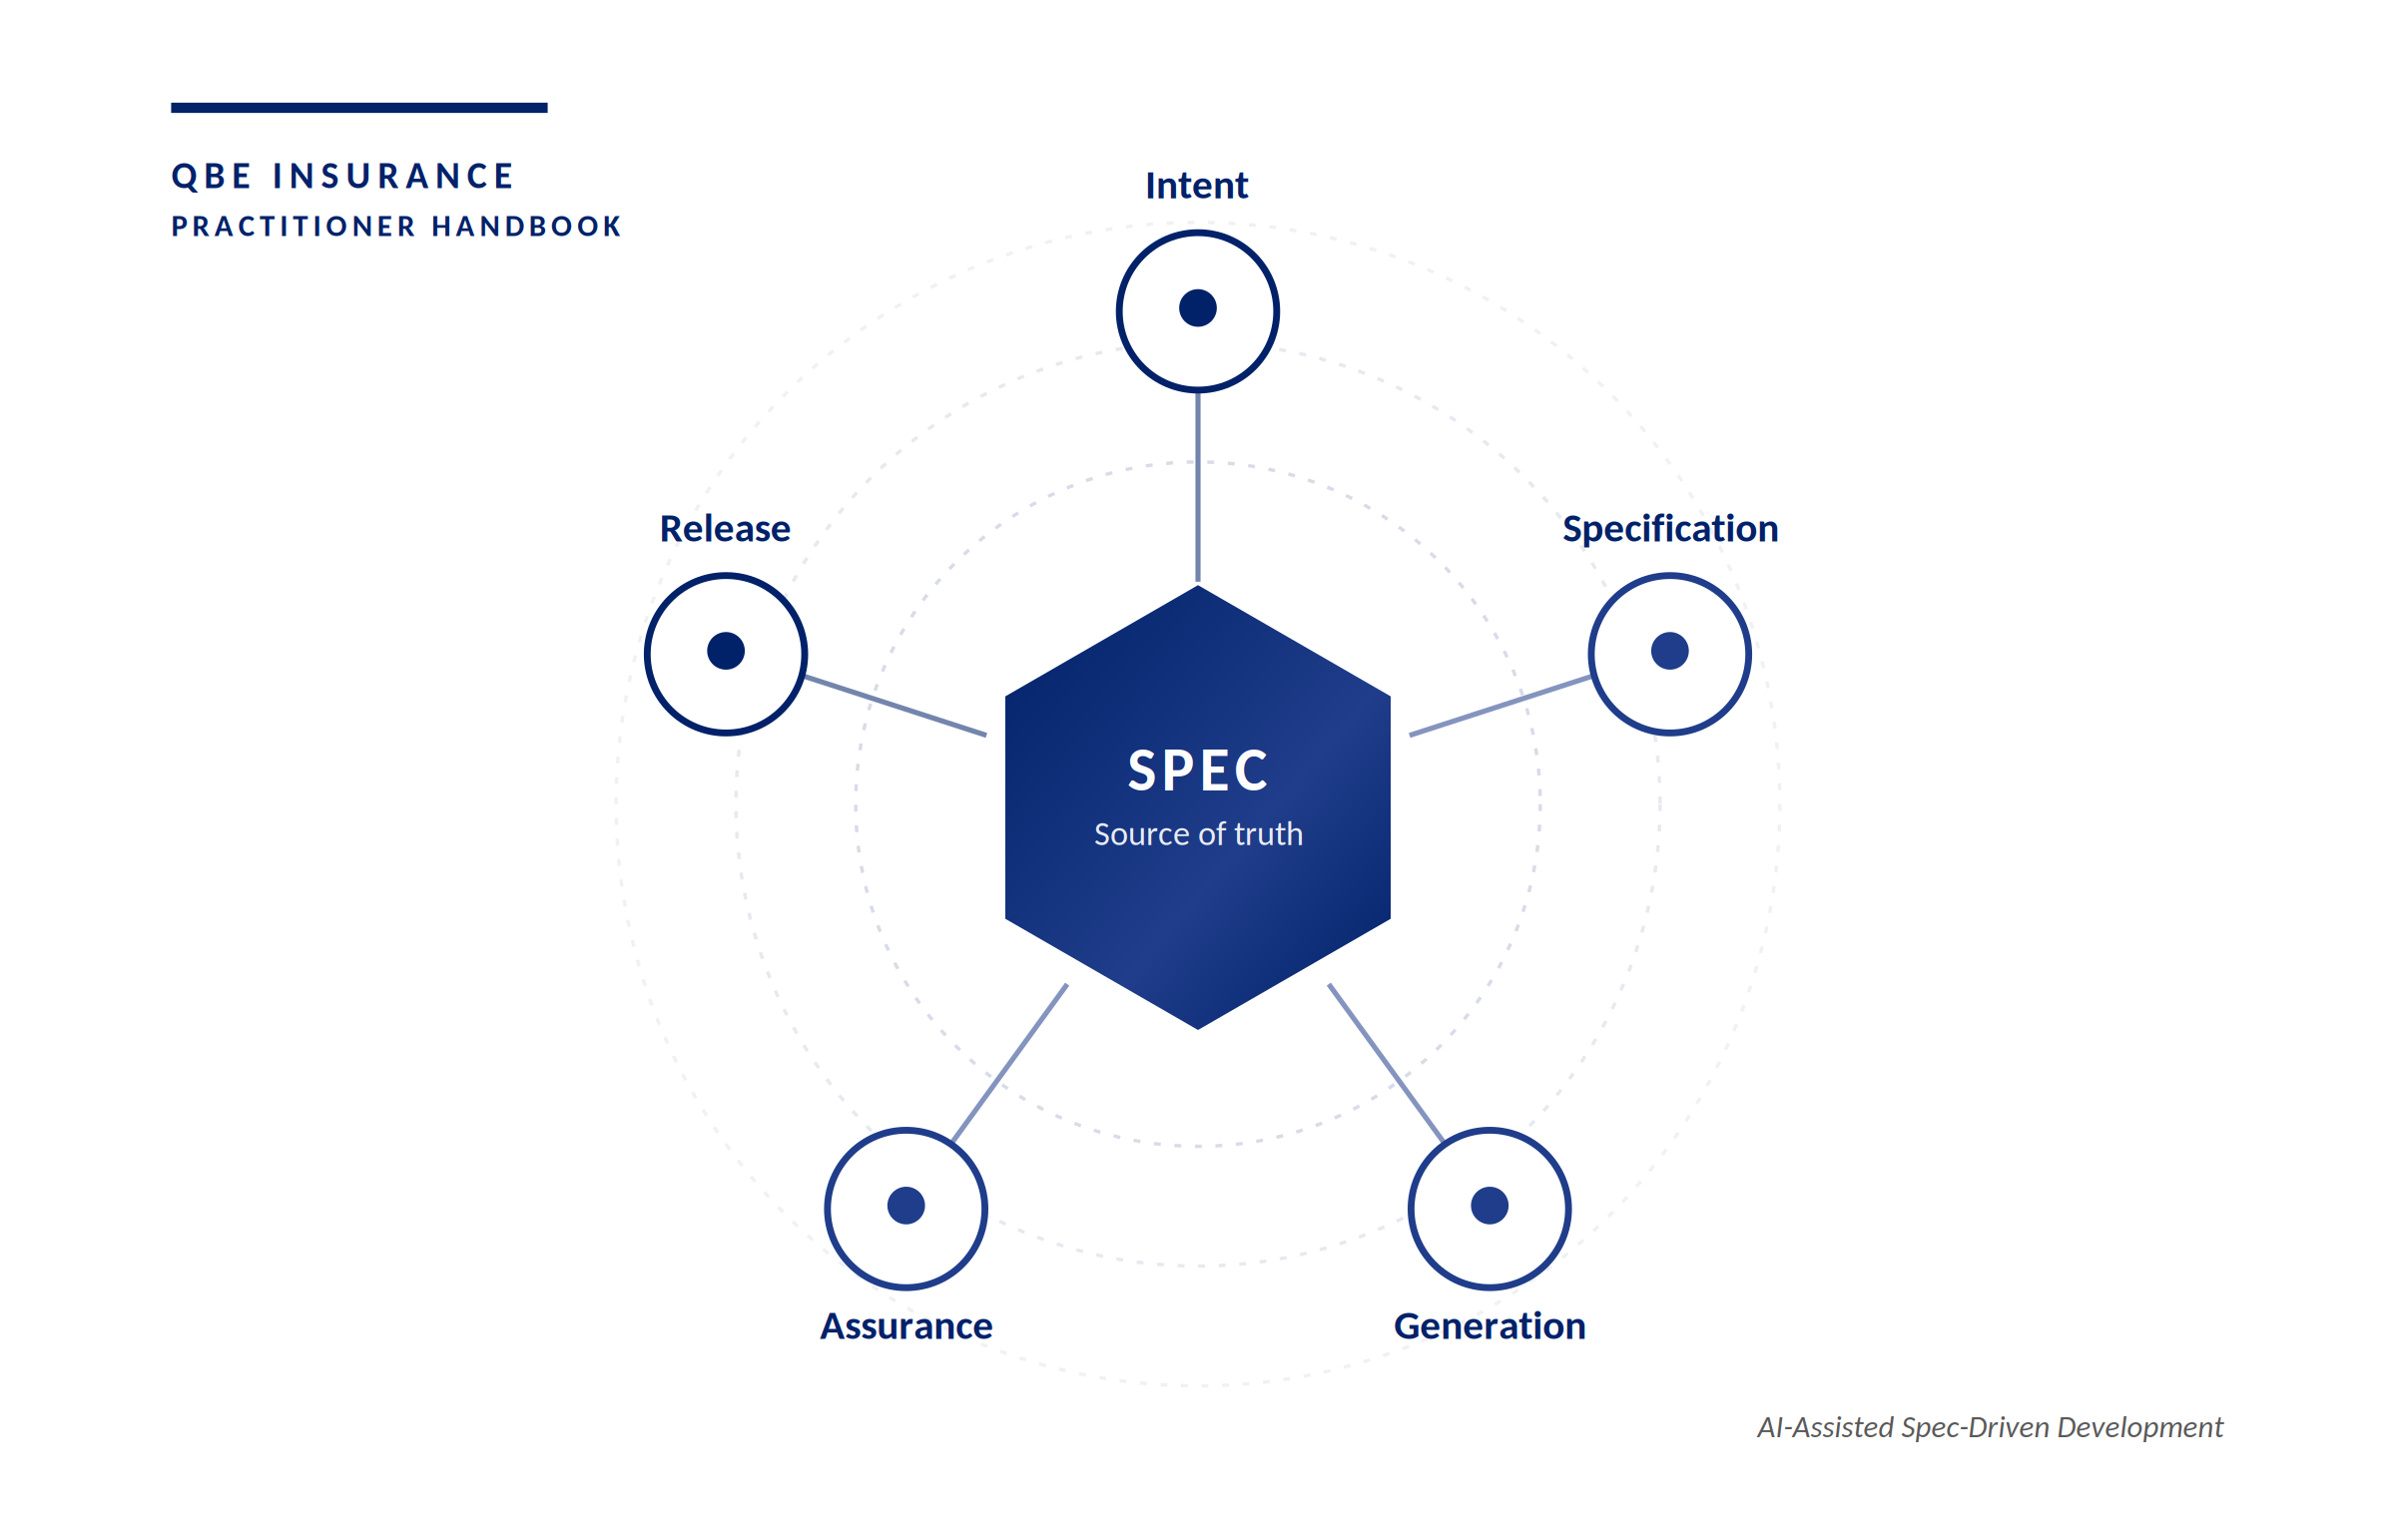 QBE INSURANCE
PRACTITIONER HANDBOOK
Intent
Release
Specification
SPEC
Source of truth
Assurance
Generation
AI-Assisted Spec-Driven Development